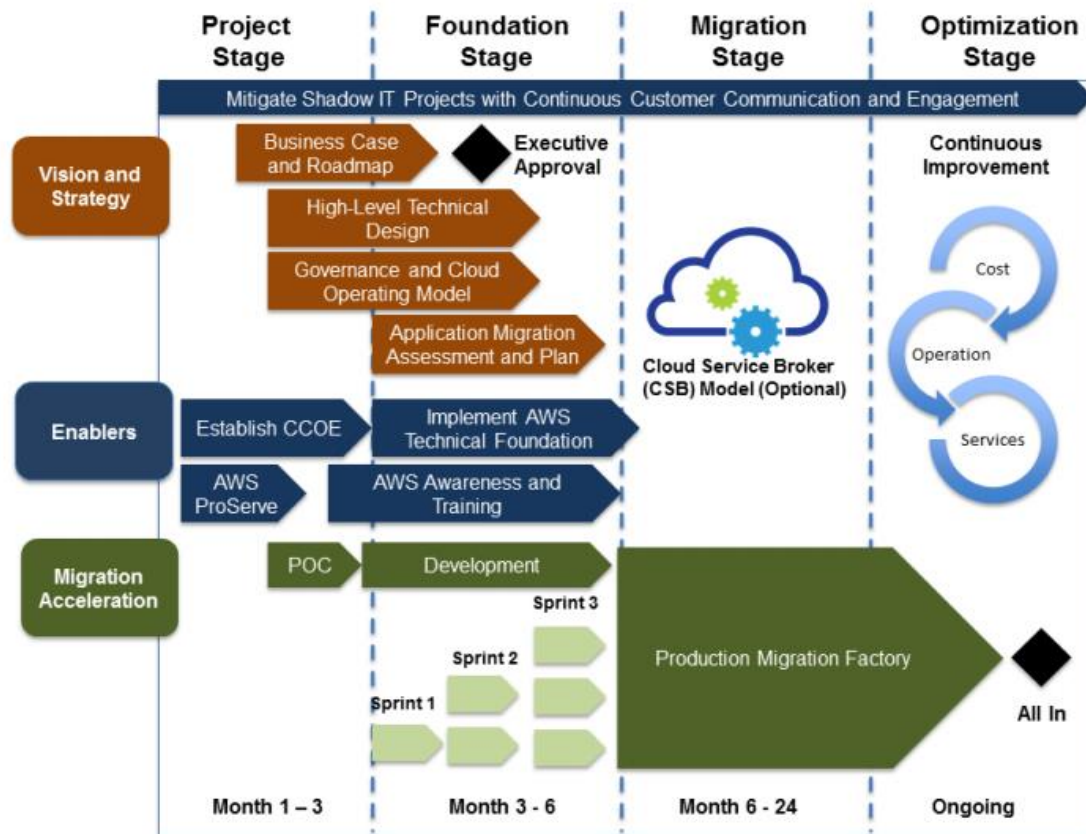 Project
Stage
Foundation
Stage
Migration
Stage
Optimization
Stage
Mitigate Shadow IT Projects with Continuous Customer Communication and Engagement
Vision and
Strategy
Business Case
and Roadmap
Executive
Approval
High-Level Technical
Design
Governance and Cloud
Operating Model
Application Migration
Assessment and Plan
Cloud Service Broker
(CSB) Model (Optional)
Continuous
Improvement
Cost
Operation
Services
Enablers
Establish CCOE
Implement AWS
Technical Foundation
AWS
ProServe
AWS Awareness and
Training
Migration
Acceleration
POC
Development
Sprint 3
Sprint 2
Sprint 1
Production Migration Factory
All In
Month 1 – 3
Month 3 - 6
Month 6 - 24
Ongoing